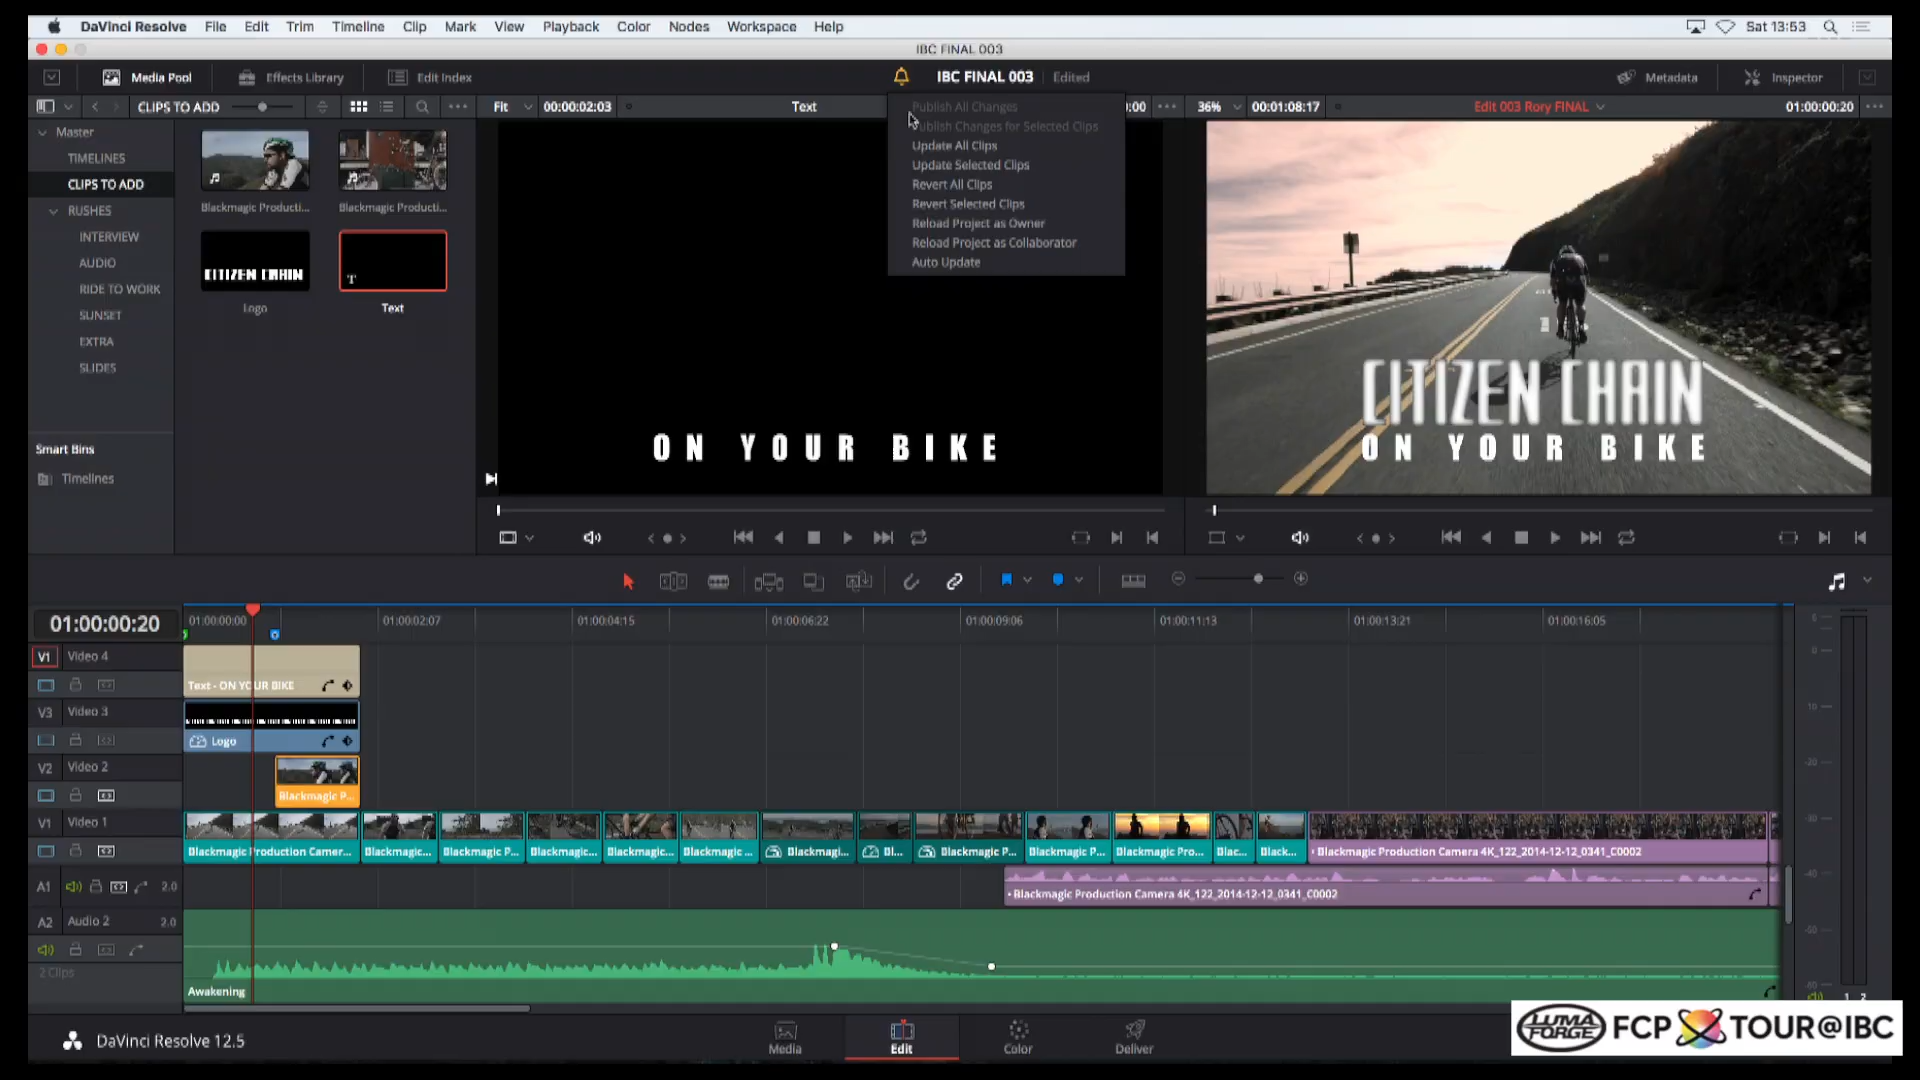 DaVinci Resolve File Edit Trim Timeline Clip Mark View Playback Color Nodes Workspace Help Sat 13:53
IBC FINAL 003
Media Pool Effects Library Edit Index IBC FINAL 003 Edited Metadata Inspector
CLIPS TO ADD Fit 00:00:02:03 Text :00 36% 00:01:08:17 Edit 003 Rory FINAL 01:00:00:20
Master
TIMELINES
CLIPS TO ADD
RUSHES
INTERVIEW
AUDIO
RIDE TO WORK
SUNSET
EXTRA
SLIDES
Smart Bins
Timelines
Blackmagic Producti... Blackmagic Producti...
CITIZEN CHAIN T
Logo Text
Publish All Changes
Publish Changes for Selected Clips
Update All Clips
Update Selected Clips
Revert All Clips
Revert Selected Clips
Reload Project as Owner
Reload Project as Collaborator
Auto Update
ON YOUR BIKE
CITIZEN CHAIN
ON YOUR BIKE
01:00:00:20 01:00:00:00 01:00:02:07 01:00:04:15 01:00:06:22 01:00:09:06 01:00:11:13 01:00:13:21 01:00:16:05
V1 Video 4
Text - ON YOUR BIKE
V3 Video 3
Logo
V2 Video 2
Blackmagic P...
V1 Video 1
Blackmagic Production Camer... Blackmagic... Blackmagic P... Blackmagic... Blackmagic... Blackmagic ... Blackmagi... Bl... Blackmagic P... Blackmagic P... Blackmagic Pro... Blac... Black... Blackmagic Production Camera 4K_122_2014-12-12_0341_C0002
A1 2.0 Blackmagic Production Camera 4K_122_2014-12-12_0341_C0002
A2 Audio 2 2.0
2 Clips
Awakening
DaVinci Resolve 12.5 Media Edit Color Deliver
LUMA FORGE FCP TOUR@IBC